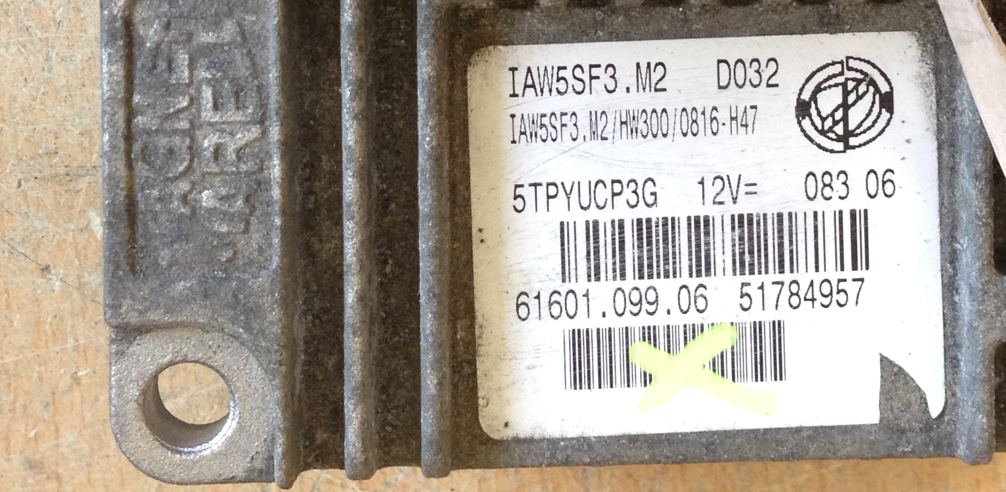 IAW5SF3.M2 D032
IAW5SF3.M2/HW300/0816-H47
5TPYUCP3G 12V= 083 06
61601.099.06 51784957